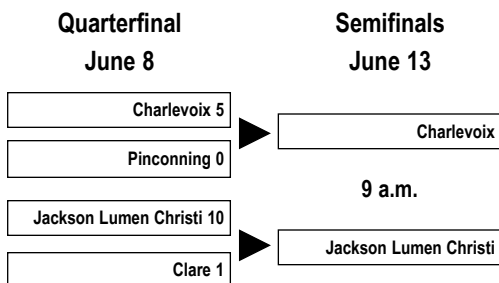 Quarterfinal
June 8
Semifinals
June 13
Charlevoix 5
Pinconning 0
Charlevoix
9 a.m.
Jackson Lumen Christi 10
Clare 1
Jackson Lumen Christi